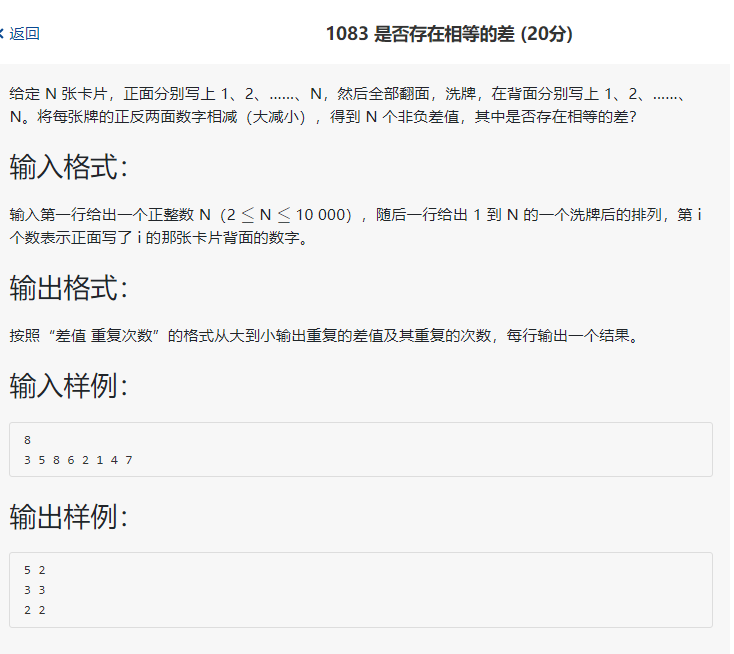 返回
1083 是否存在相等的差 (20分)
给定 N 张卡片，正面分别写上 1、2、……、N，然后全部翻面，洗牌，在背面分别写上 1、2、……、
N。将每张牌的正反两面数字相减（大减小），得到 N 个非负差值，其中是否存在相等的差？
输入格式：
输入第一行给出一个正整数 N（2 ≤ N ≤ 10 000），随后一行给出 1 到 N 的一个洗牌后的排列，第 i
个数表示正面写了 i 的那张卡片背面的数字。
输出格式：
按照“差值 重复次数”的格式从大到小输出重复的差值及其重复的次数，每行输出一个结果。
输入样例：
8
3 5 8 6 2 1 4 7
输出样例：
5 2
3 3
2 2